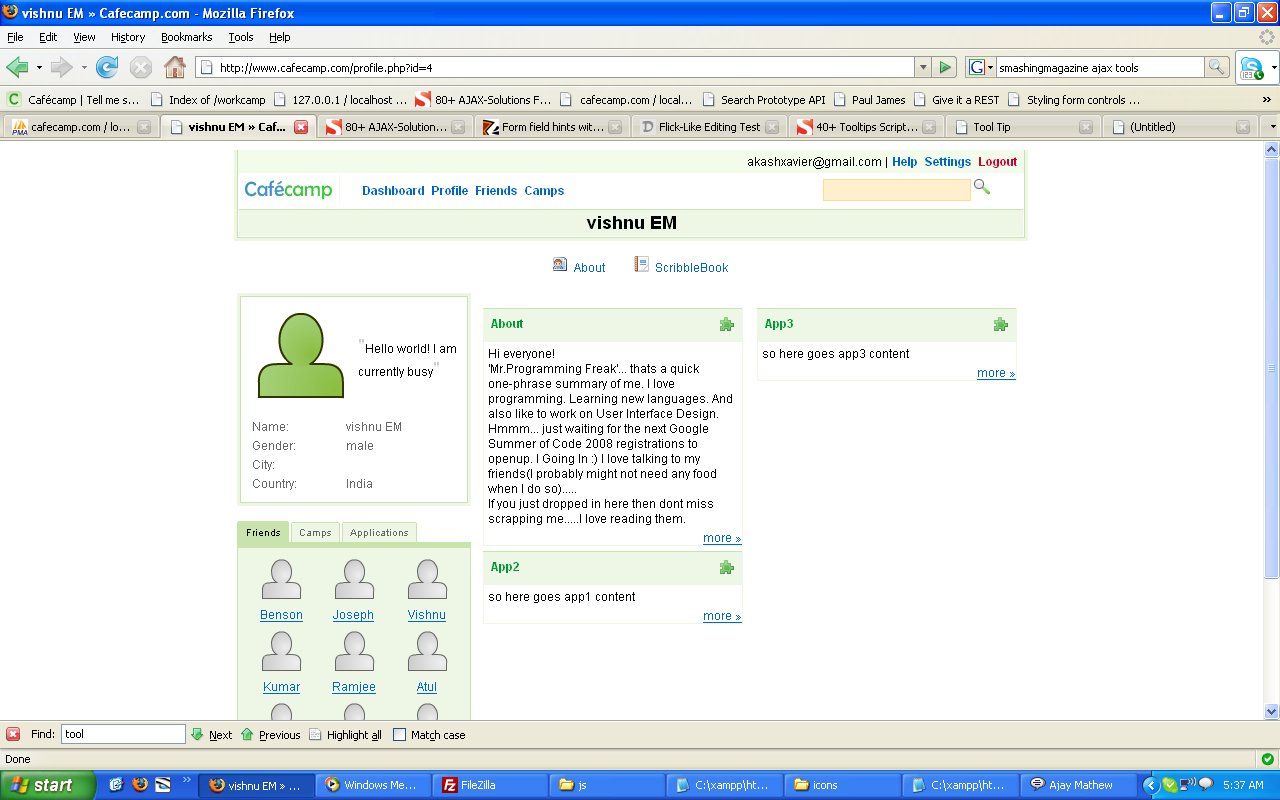 vishnu EM » Cafecamp.com - Mozilla Firefox
File Edit View History Bookmarks Tools Help
http://www.cafecamp.com/profile.php?id=4
G smashingmagazine ajax tools
C Cafécamp | Tell me s... Index of /workcamp 127.0.0.1 / localhost ... 80+ AJAX-Solutions F... cafecamp.com / local... Search Prototype API Paul James Give it a REST Styling form controls ... »
cafecamp.com / lo... vishnu EM » Caf... 80+ AJAX-Solution... Form field hints wit... Flick-Like Editing Test 40+ Tooltips Script... Tool Tip (Untitled)
akashxavier@gmail.com | Help Settings Logout
Cafécamp Dashboard Profile Friends Camps
vishnu EM
About ScribbleBook
"Hello world! I am
currently busy"
Name: vishnu EM
Gender: male
City:
Country: India
Friends Camps Applications
Benson Joseph Vishnu
Kumar Ramjee Atul
About
Hi everyone!
'Mr.Programming Freak'... thats a quick
one-phrase summary of me. I love
programming. Learning new languages. And
also like to work on User Interface Design.
Hmmm... just waiting for the next Google
Summer of Code 2008 registrations to
openup. I Going In :) I love talking to my
friends(I probably might not need any food
when I do so).....
If you just dropped in here then dont miss
scrapping me.....I love reading them.
more »
App2
so here goes app1 content
more »
App3
so here goes app3 content
more »
Find: tool Next Previous Highlight all Match case
Done
start » vishnu EM » ... Windows Me... FileZilla js C:\xampp\ht... icons C:\xampp\ht... Ajay Mathew 5:37 AM